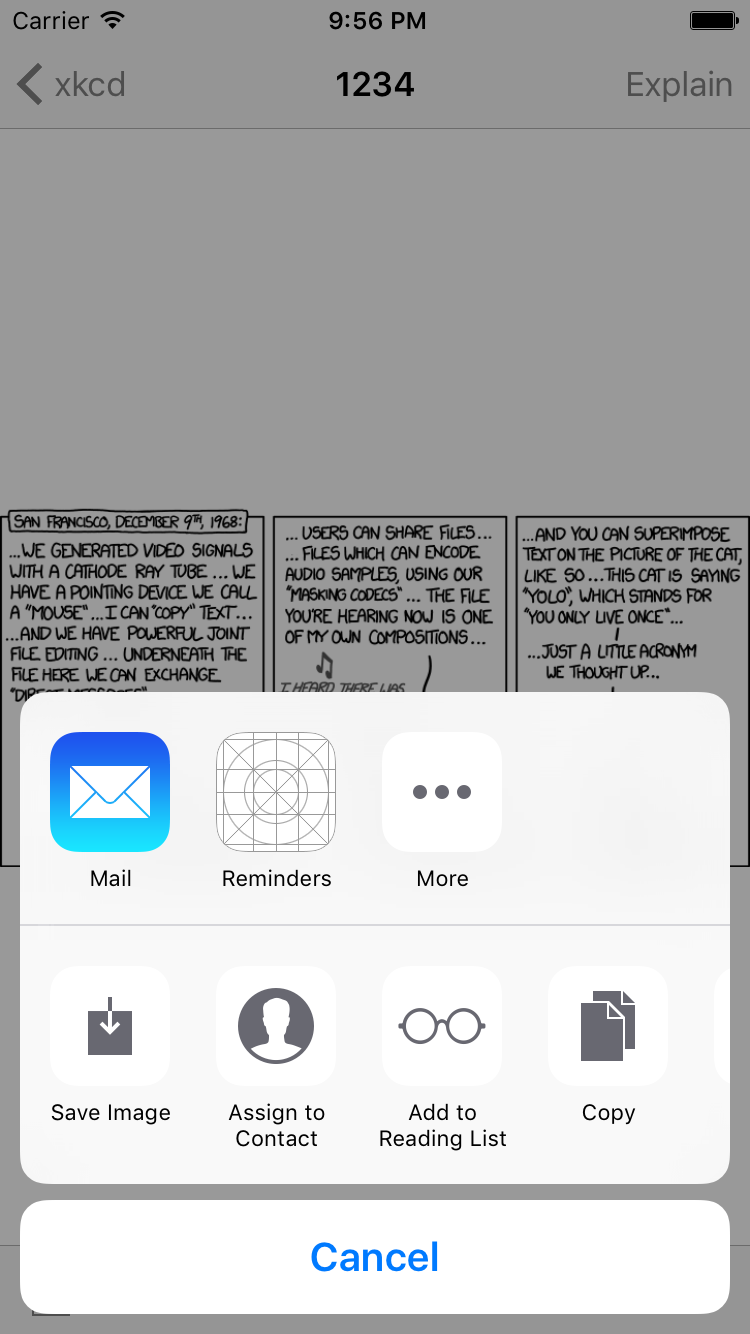 Carrier 9:56 PM
xkcd 1234 Explain
SAN FRANCISCO, DECEMBER 9TH, 1968:
...WE GENERATED VIDEO SIGNALS
WITH A CATHODE RAY TUBE ... WE
HAVE A POINTING DEVICE WE CALL
A "MOUSE"...I CAN "COPY" TEXT...
...AND WE HAVE POWERFUL JOINT
FILE EDITING ... UNDERNEATH THE
FILE HERE WE CAN EXCHANGE
"DIRECT MESSAGES"
... USERS CAN SHARE FILES...
... FILES WHICH CAN ENCODE
AUDIO SAMPLES, USING OUR
"MASKING CODECS" ... THE FILE
YOU'RE HEARING NOW IS ONE
OF MY OWN COMPOSITIONS...
I HEARD THERE WAS
...AND YOU CAN SUPERIMPOSE
TEXT ON THE PICTURE OF THE CAT,
LIKE SO...THIS CAT IS SAYING
"YOLO", WHICH STANDS FOR
"YOU ONLY LIVE ONCE"...
...JUST A LITTLE ACRONYM
WE THOUGHT UP...
Mail
Reminders
More
Save Image
Assign to
Contact
Add to
Reading List
Copy
Cancel